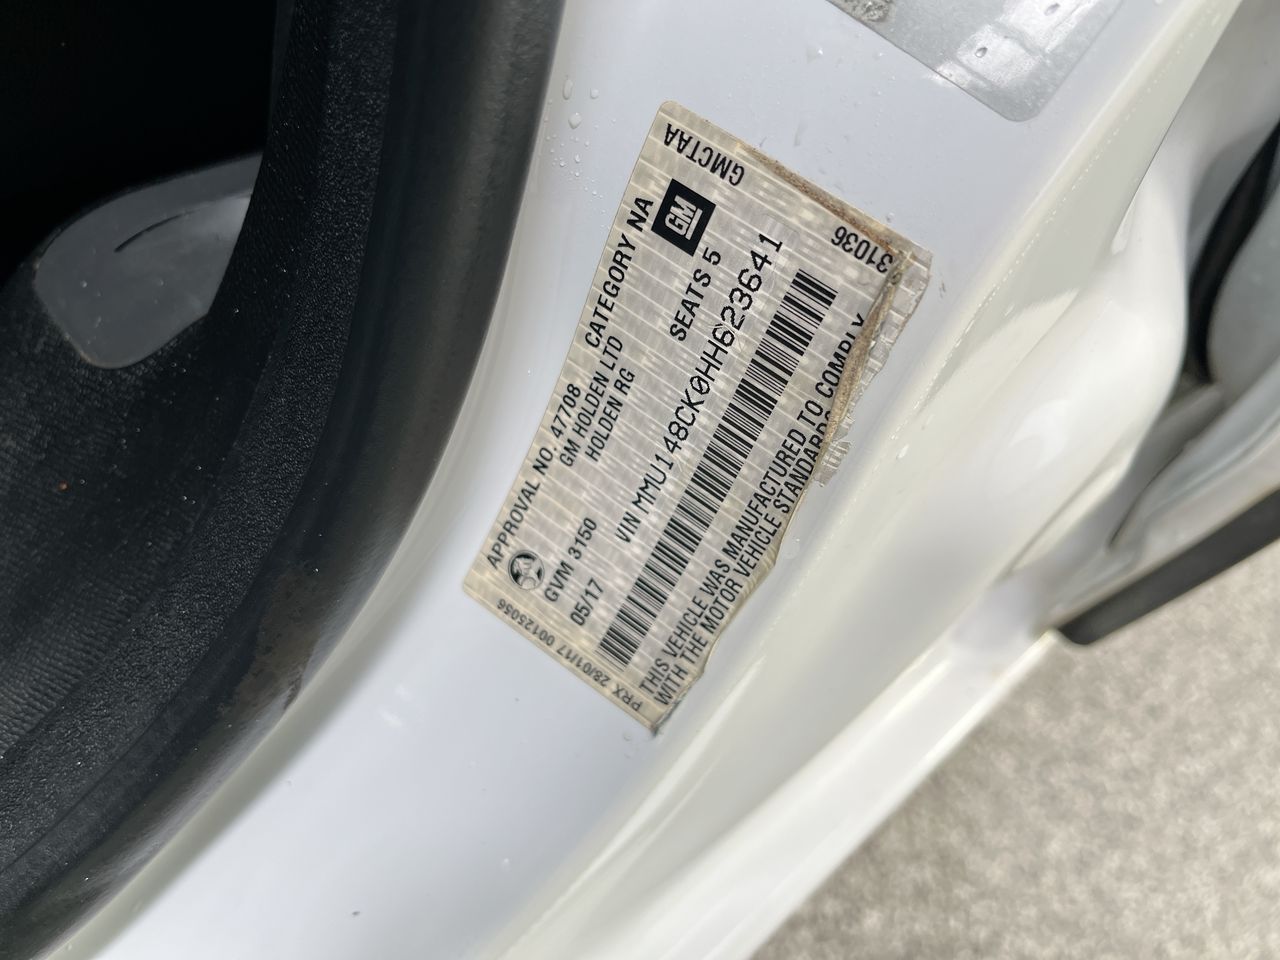 GMCTAA
31036
APPROVAL NO. 47708 CATEGORY NA
GM HOLDEN LTD
HOLDEN RG
GM
GVM 3150 SEATS 5
05/17
VIN MMU148CK0HH623641
THIS VEHICLE WAS MANUFACTURED TO COMPLY
WITH THE MOTOR VEHICLE STANDARDS
PRX 28/01/17 00125056